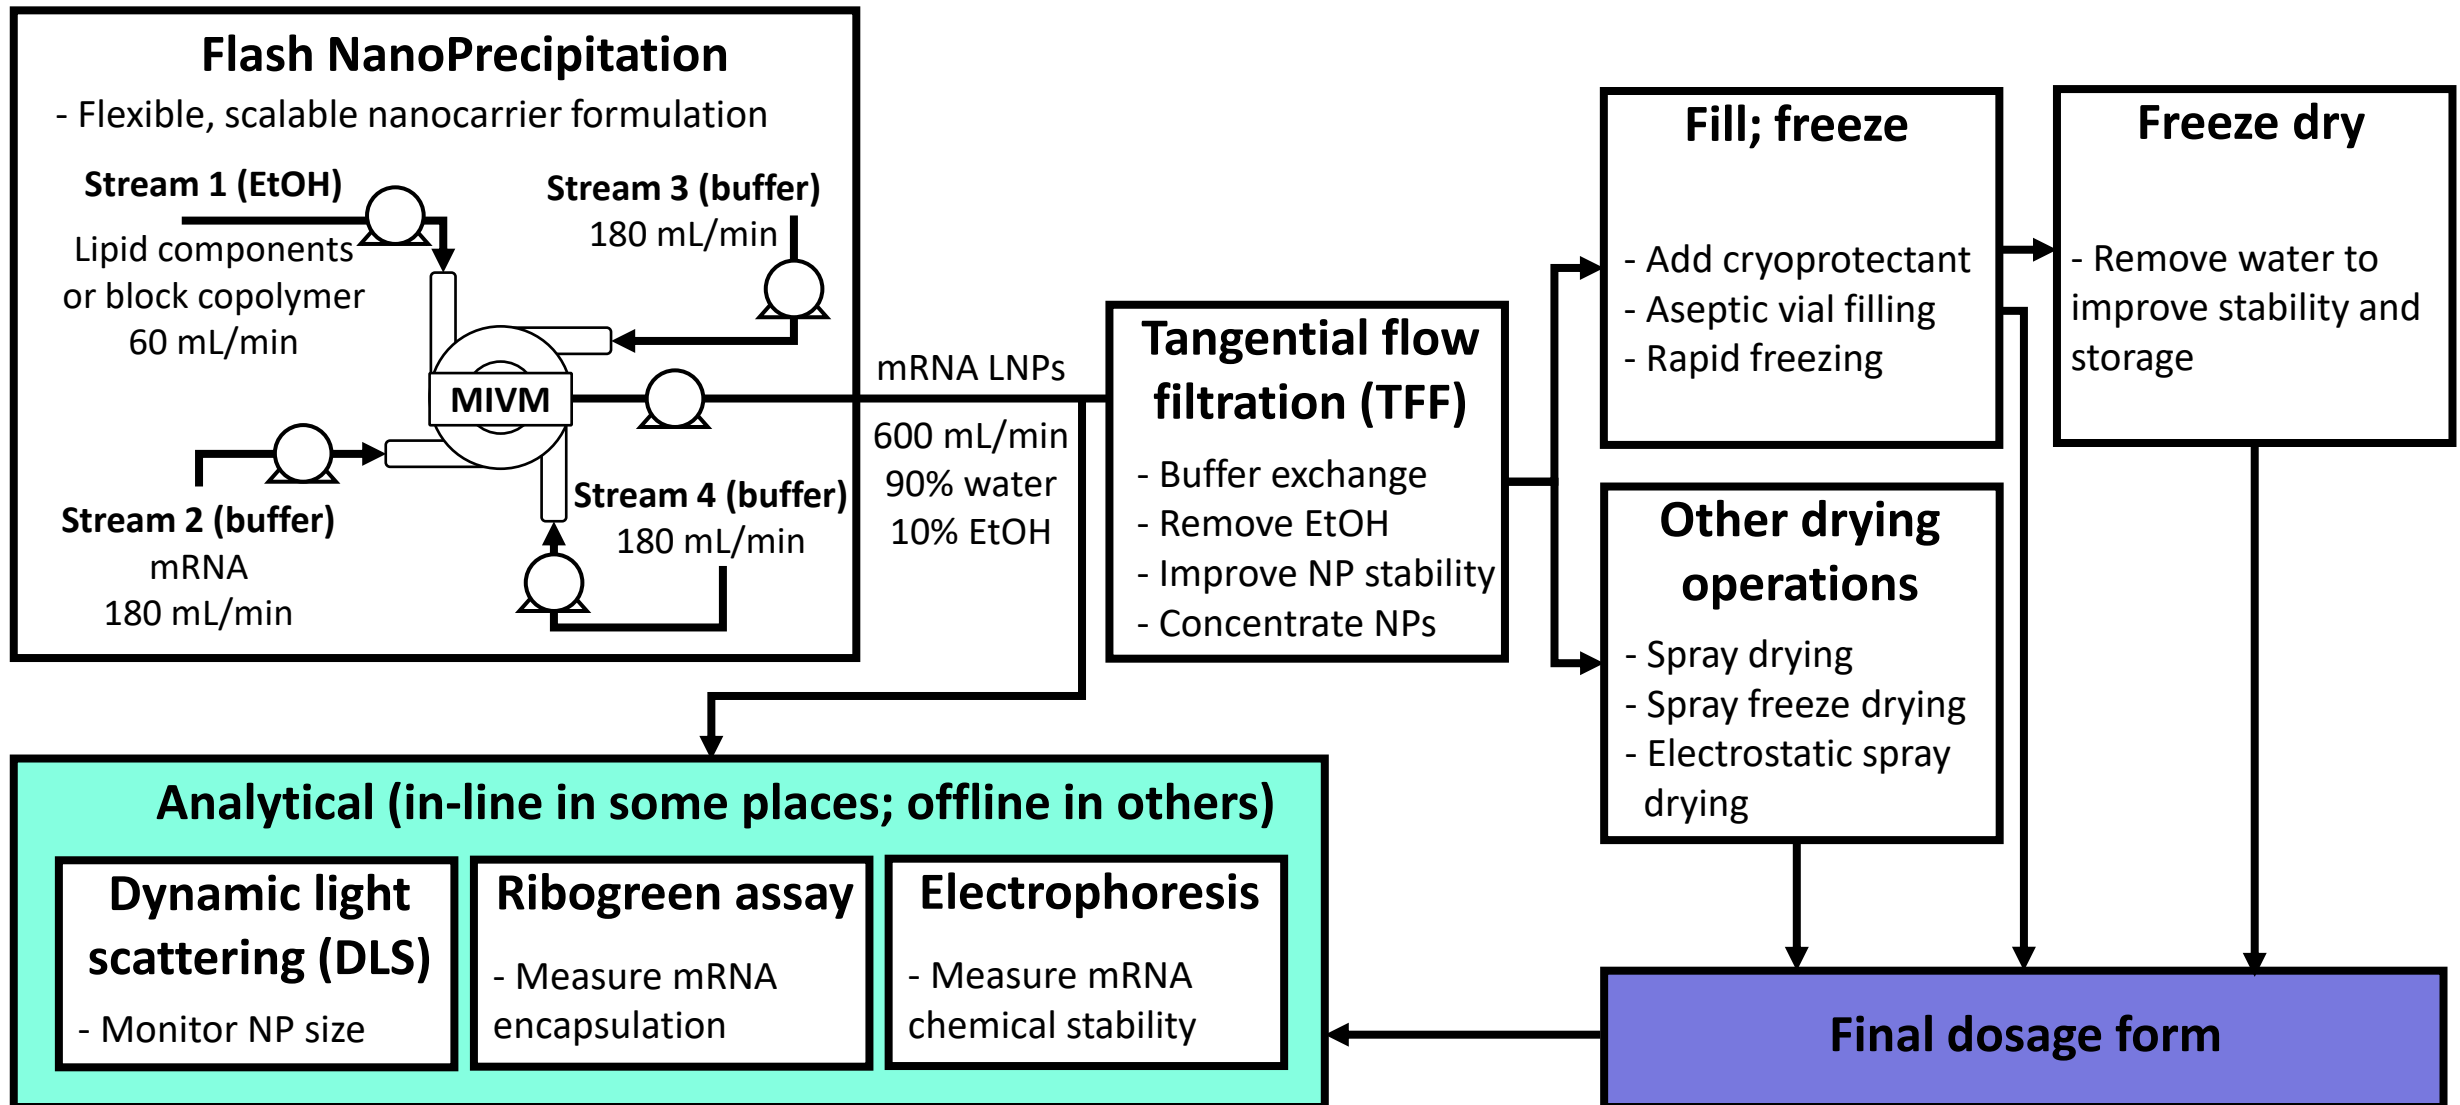 Flash NanoPrecipitation
- Flexible, scalable nanocarrier formulation
Stream 1 (EtOH)
Lipid components
or block copolymer
60 mL/min
Stream 3 (buffer)
180 mL/min
MIVM
Stream 2 (buffer)
mRNA
180 mL/min
Stream 4 (buffer)
180 mL/min
mRNA LNPs
600 mL/min
90% water
10% EtOH
Tangential flow
filtration (TFF)
- Buffer exchange
- Remove EtOH
- Improve NP stability
- Concentrate NPs
Fill; freeze
- Add cryoprotectant
- Aseptic vial filling
- Rapid freezing
Freeze dry
- Remove water to
improve stability and
storage
Other drying
operations
- Spray drying
- Spray freeze drying
- Electrostatic spray
drying
Analytical (in-line in some places; offline in others)
Dynamic light
scattering (DLS)
- Monitor NP size
Ribogreen assay
- Measure mRNA
encapsulation
Electrophoresis
- Measure mRNA
chemical stability
Final dosage form